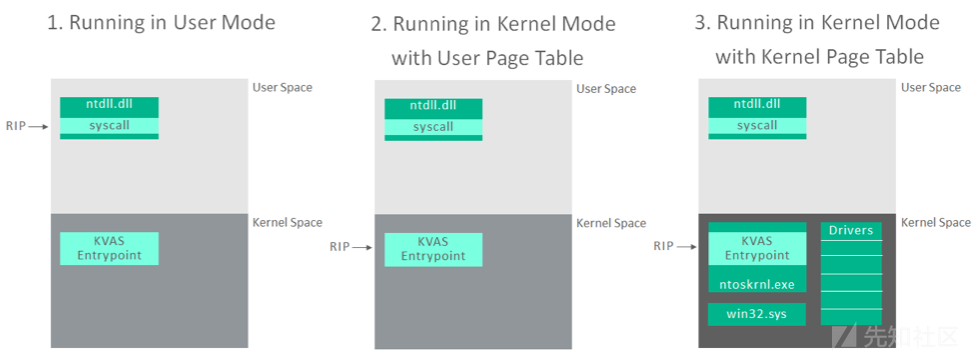 1. Running in User Mode
User Space
ntdll.dll
syscall
RIP
Kernel Space
KVAS
Entrypoint
2. Running in Kernel Mode
with User Page Table
User Space
ntdll.dll
syscall
Kernel Space
RIP
KVAS
Entrypoint
3. Running in Kernel Mode
with Kernel Page Table
User Space
ntdll.dll
syscall
Kernel Space
RIP
KVAS
Entrypoint
ntoskrnl.exe
win32.sys
Drivers
先知社区